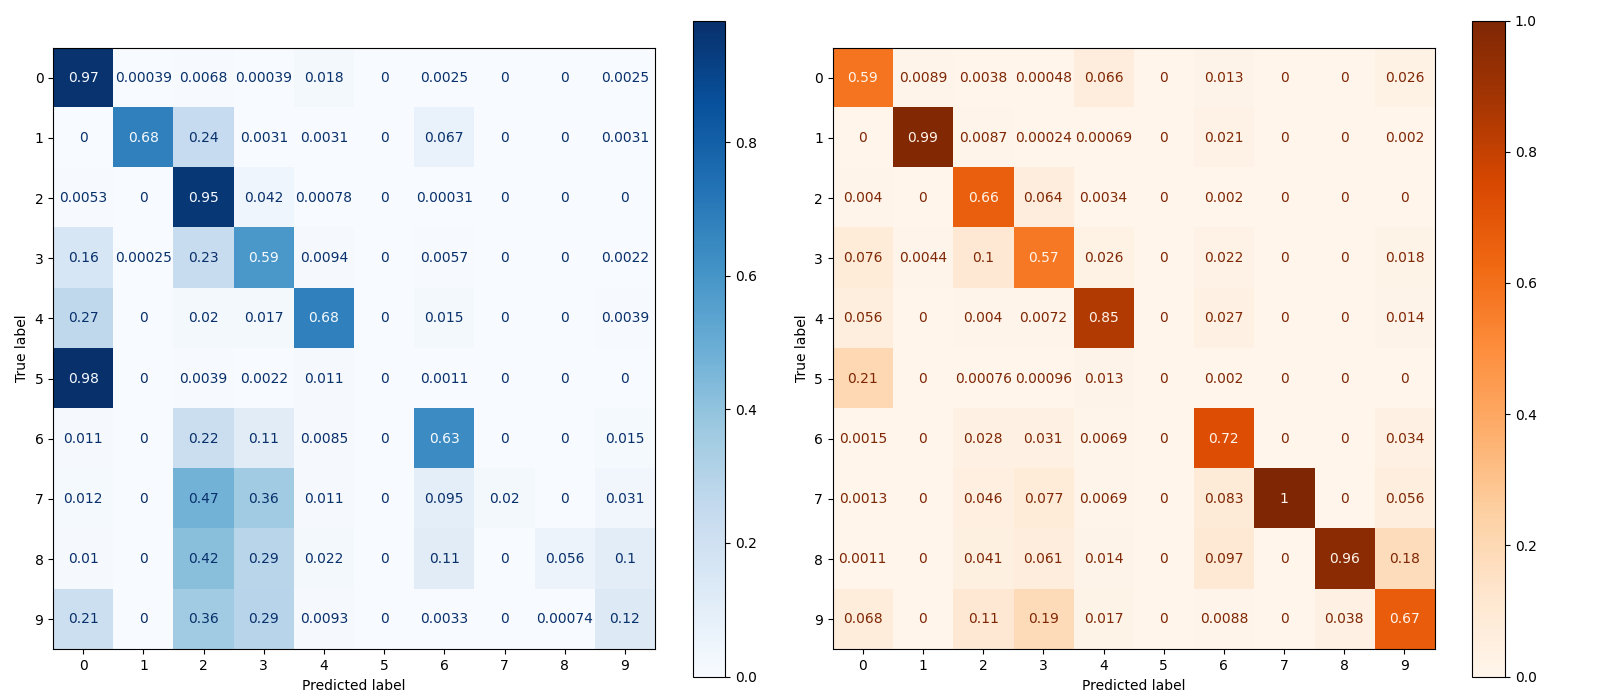 0 0.97 0.00039 0.0068 0.00039 0.018 0 0.0025 0 0 0.0025
1 0 0.68 0.24 0.0031 0.0031 0 0.067 0 0 0.0031
2 0.0053 0 0.95 0.042 0.00078 0 0.00031 0 0 0
3 0.16 0.00025 0.23 0.59 0.0094 0 0.0057 0 0 0.0022
4 0.27 0 0.02 0.017 0.68 0 0.015 0 0 0.0039
5 0.98 0 0.0039 0.0022 0.011 0 0.0011 0 0 0
6 0.011 0 0.22 0.11 0.0085 0 0.63 0 0 0.015
7 0.012 0 0.47 0.36 0.011 0 0.095 0.02 0 0.031
8 0.01 0 0.42 0.29 0.022 0 0.11 0 0.056 0.1
9 0.21 0 0.36 0.29 0.0093 0 0.0033 0 0.00074 0.12
0 1 2 3 4 5 6 7 8 9
Predicted label
True label
0.8
0.6
0.4
0.2
0.0
0 0.59 0.0089 0.0038 0.00048 0.066 0 0.013 0 0 0.026
1 0 0.99 0.0087 0.00024 0.00069 0 0.021 0 0 0.002
2 0.004 0 0.66 0.064 0.0034 0 0.002 0 0 0
3 0.076 0.0044 0.1 0.57 0.026 0 0.022 0 0 0.018
4 0.056 0 0.004 0.0072 0.85 0 0.027 0 0 0.014
5 0.21 0 0.00076 0.00096 0.013 0 0.002 0 0 0
6 0.0015 0 0.028 0.031 0.0069 0 0.72 0 0 0.034
7 0.0013 0 0.046 0.077 0.0069 0 0.083 1 0 0.056
8 0.0011 0 0.041 0.061 0.014 0 0.097 0 0.96 0.18
9 0.068 0 0.11 0.19 0.017 0 0.0088 0 0.038 0.67
0 1 2 3 4 5 6 7 8 9
Predicted label
True label
1.0
0.8
0.6
0.4
0.2
0.0